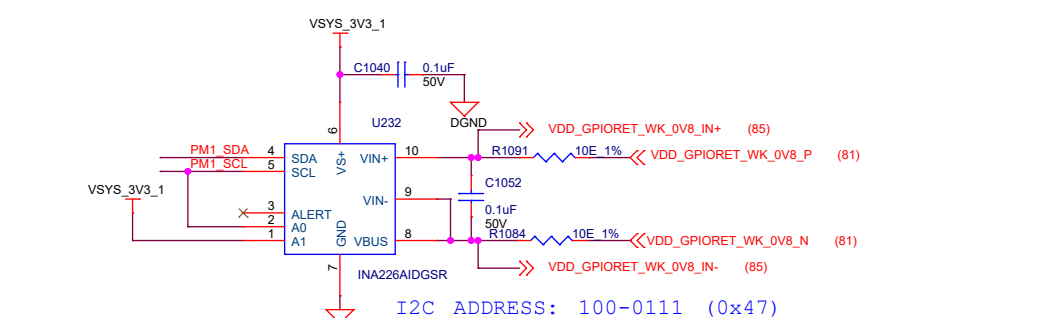 VSYS_3V3_1
C1040 0.1uF
50V
DGND
U232
6
VDD_GPIORET_WK_0V8_IN+ (85)
PM1_SDA 4 SDA VS+ VIN+ 10 R1091 10E_1% VDD_GPIORET_WK_0V8_P (81)
PM1_SCL 5 SCL
C1052
VSYS_3V3_1
VIN- 9
0.1uF
50V
3 ALERT
2 A0
1 A1 GND VBUS 8 R1084 10E_1% VDD_GPIORET_WK_0V8_N (81)
7
INA226AIDGSR
VDD_GPIORET_WK_0V8_IN- (85)
I2C ADDRESS: 100-0111 (0x47)